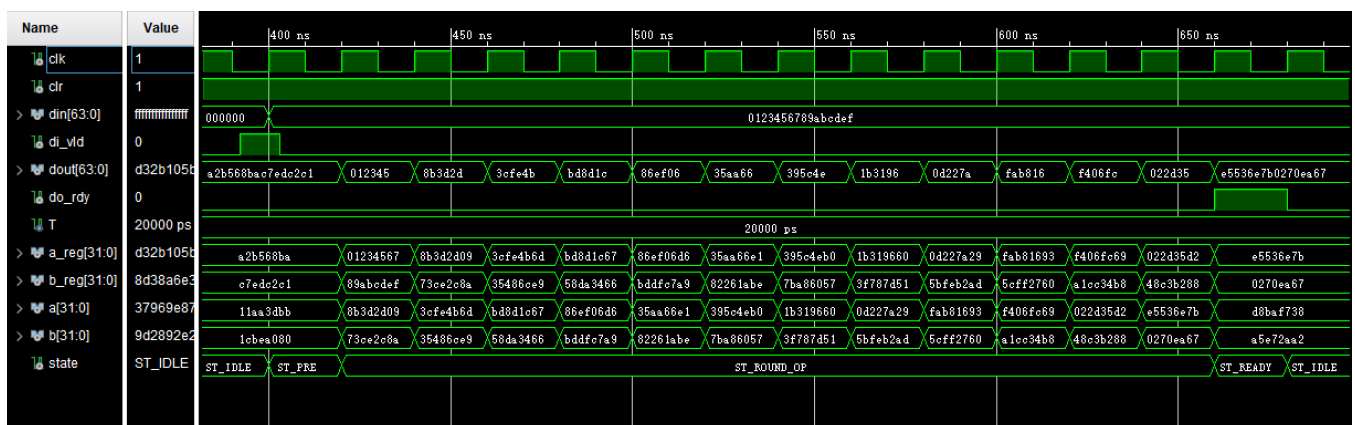 Name Value 400 ns 450 ns 500 ns 550 ns 600 ns 650 ns
clk 1
clr 1
din[63:0] ffffffffffffffff 000000 0123456789abcdef
di_vld 0
dout[63:0] d32b105b a2b568bac7edc2c1 012345 8b3d2d 3cfe4b bd8d1c 86ef06 35aa66 395c4e 1b3196 0d227a fab816 f406fc 022d35 e5536e7b0270ea67
do_rdy 0
T 20000 ps 20000 ps
a_reg[31:0] d32b105b a2b568ba 01234567 8b3d2d09 3cfe4b6d bd8d1c67 86ef06d6 35aa66e1 395c4eb0 1b319660 0d227a29 fab81693 f406fc69 022d35d2 e5536e7b
b_reg[31:0] 8d38a6e3 c7edc2c1 89abcdef 73ce2c8a 35486ce9 58da3466 bddfc7a9 82261abe 7ba86057 3f787d51 5bfeb2ad 5cff2760 a1cc34b8 48c3b288 0270ea67
a[31:0] 37969e87 11aa3dbb 8b3d2d09 3cfe4b6d bd8d1c67 86ef06d6 35aa66e1 395c4eb0 1b319660 0d227a29 fab81693 f406fc69 022d35d2 e5536e7b d8baf738
b[31:0] 9d2892e2 1cbea080 73ce2c8a 35486ce9 58da3466 bddfc7a9 82261abe 7ba86057 3f787d51 5bfeb2ad 5cff2760 a1cc34b8 48c3b288 0270ea67 a5e72aa2
state ST_IDLE ST_IDLE ST_PRE ST_ROUND_OP ST_READY ST_IDLE